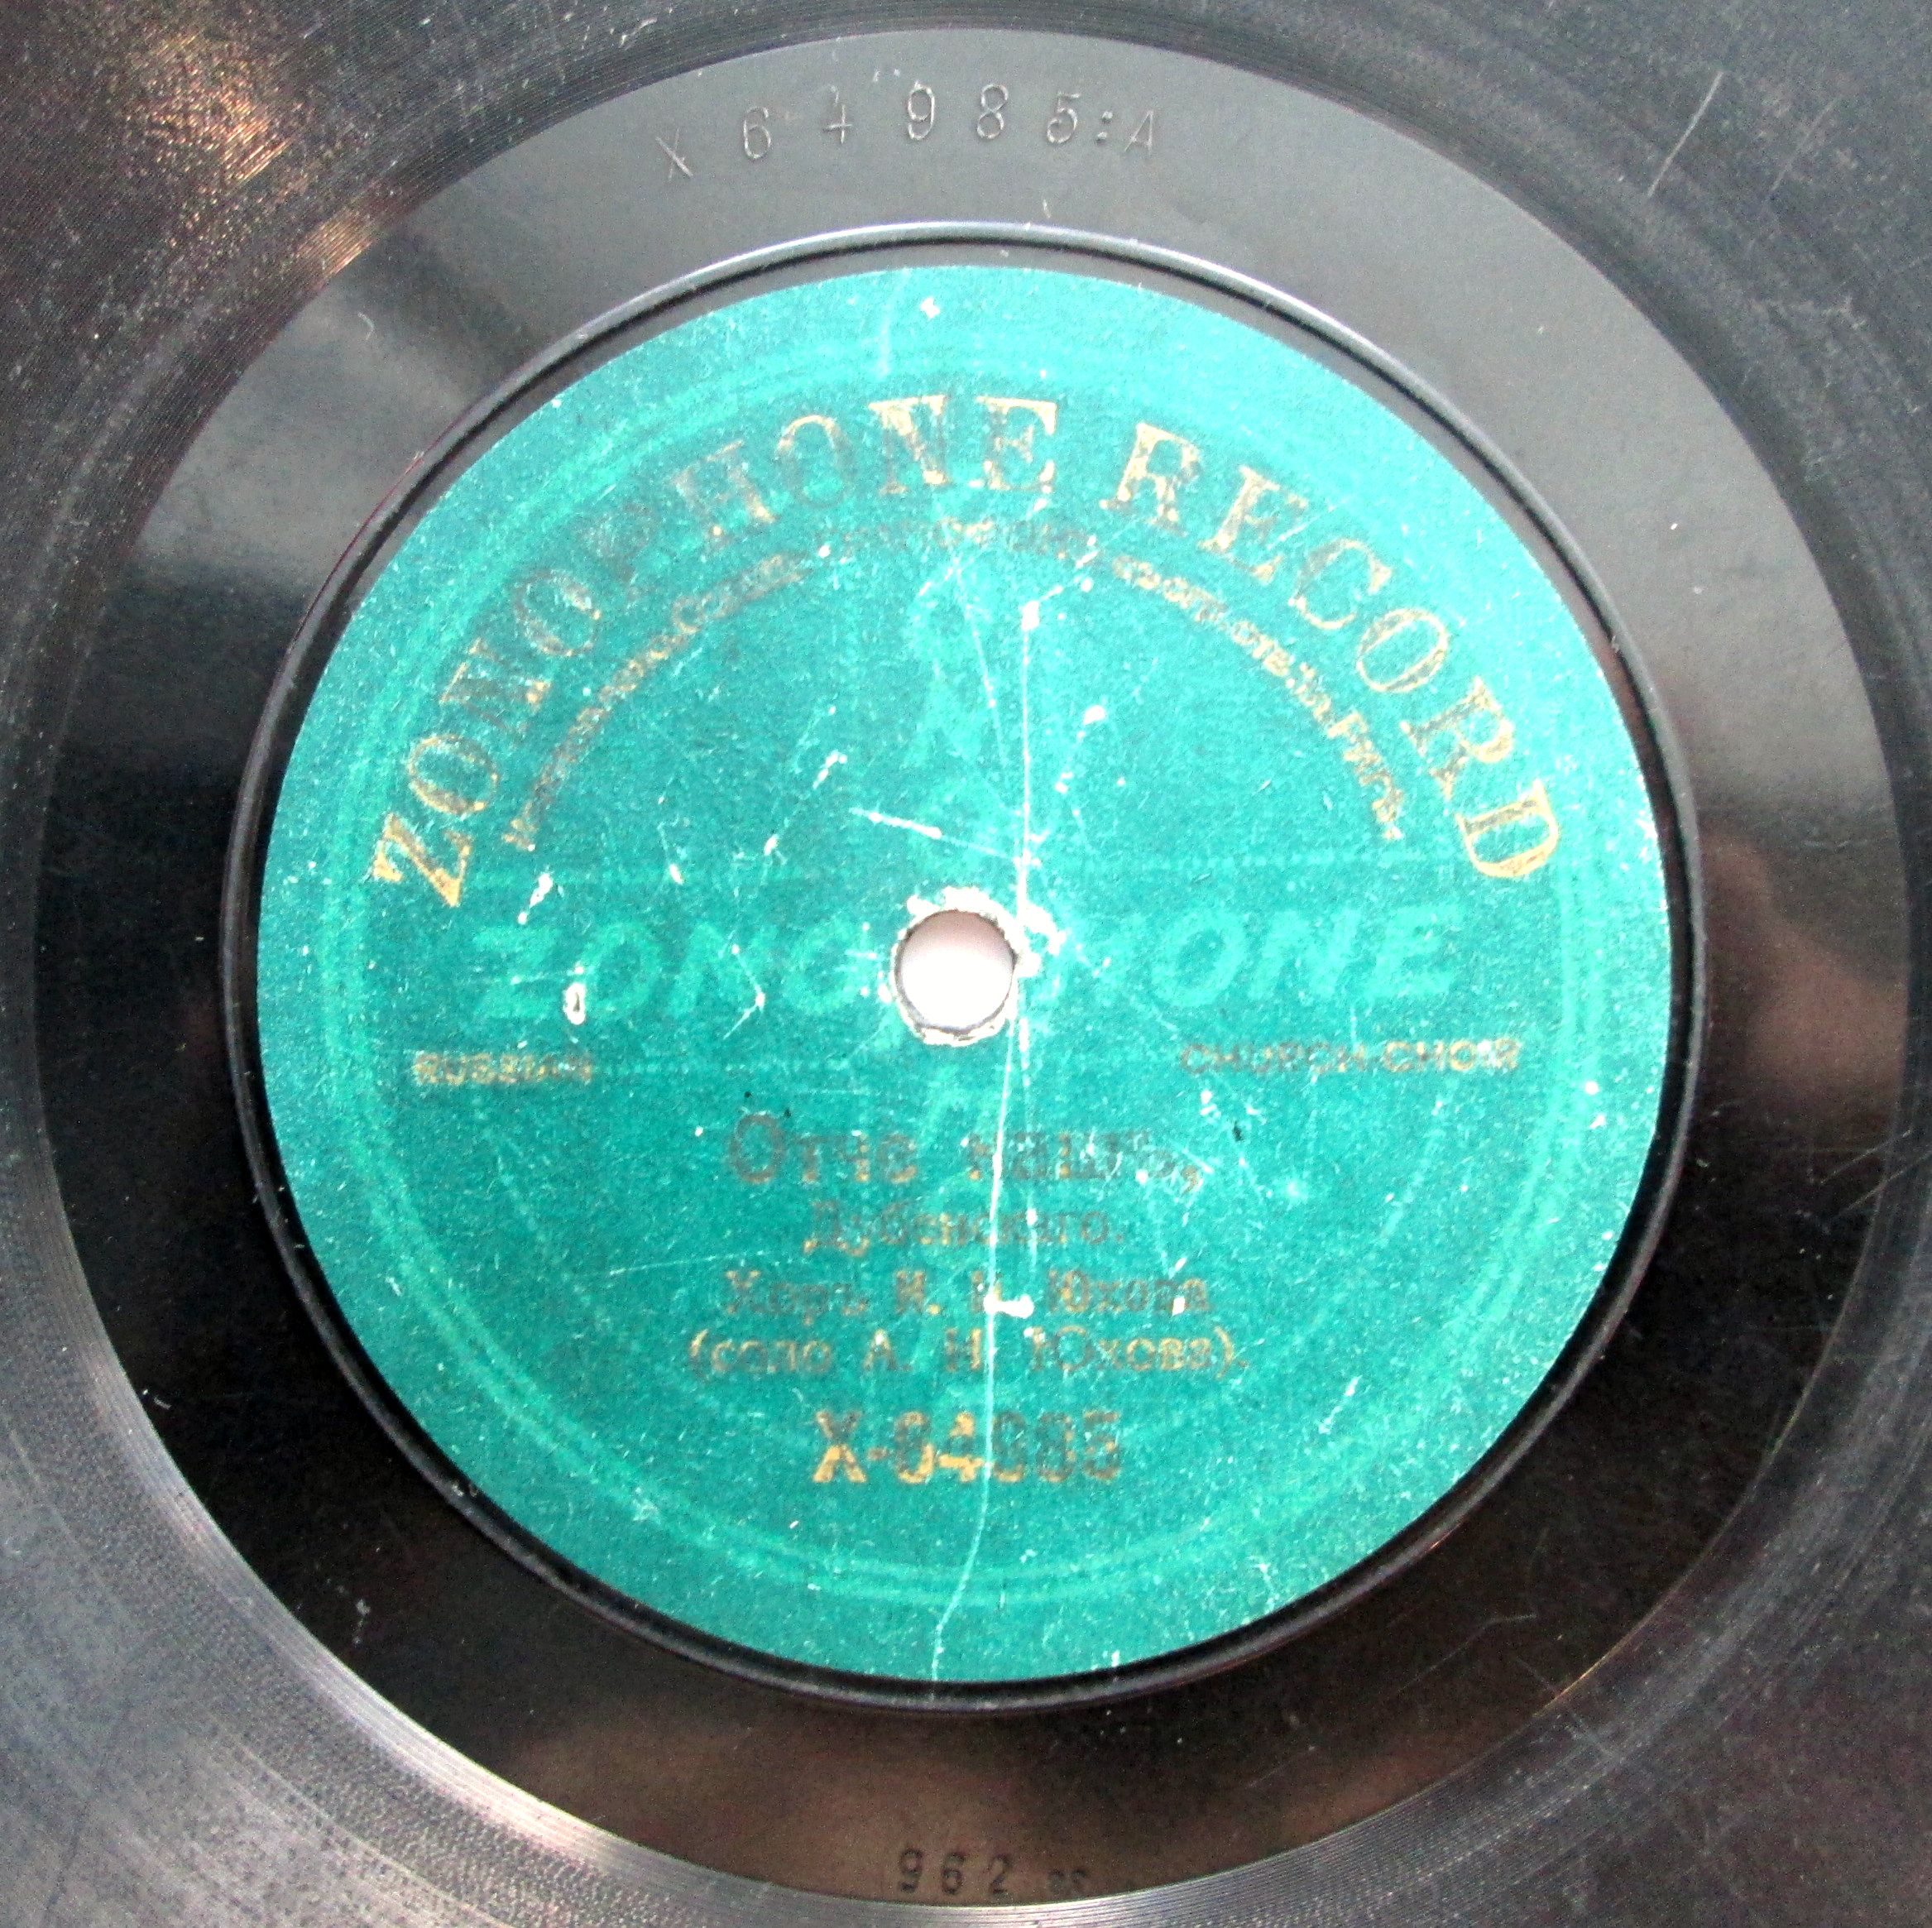 X 64985:A
ZONOPHONE RECORD
ZONOPHONE
RUSSIAN CHURCH-CHOIR
Отче нашъ,
Дубенскаго.
Хоръ И. И. Юхова
(соло А. Н. Юхова).
X-64985
962